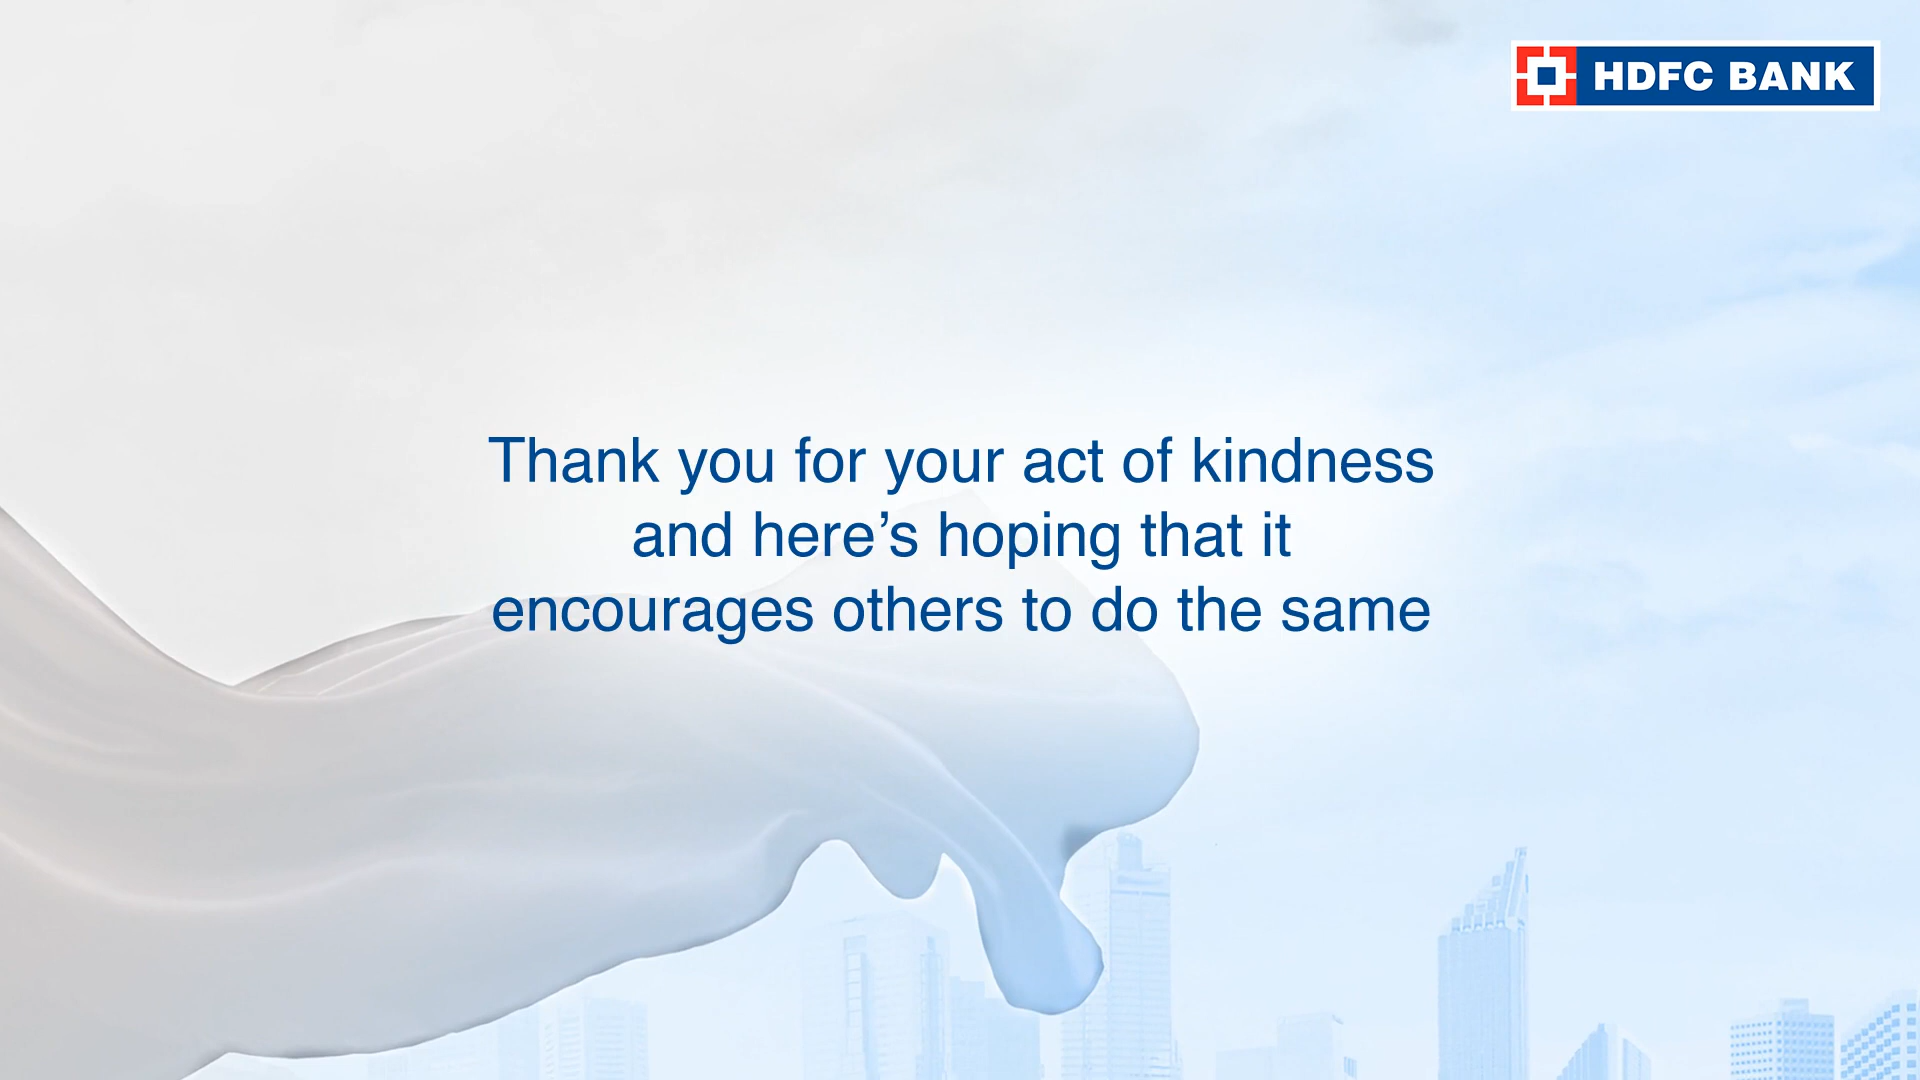 HDFC BANK
Thank you for your act of kindness
and here’s hoping that it
encourages others to do the same